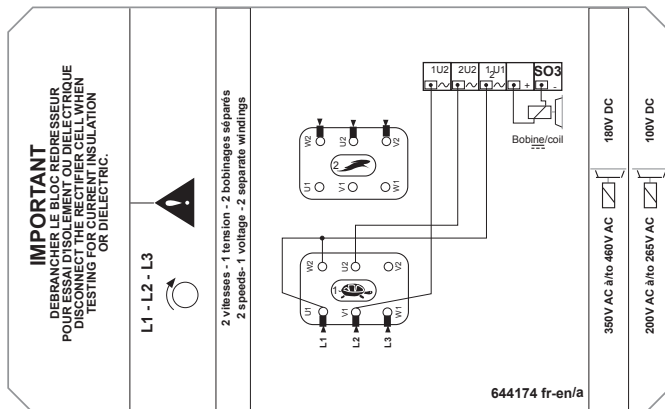 IMPORTANT
DEBRANCHER LE BLOC REDRESSEUR
POUR ESSAI D'ISOLEMENT OU DIELECTRIQUE
DISCONNECT THE RECTIFIER CELL WHEN
TESTING FOR CURRENT INSULATION
OR DIELECTRIC.
L1 - L2 - L3
2 vitesses - 1 tension - 2 bobinages séparés
2 speeds- 1 voltage - 2 separate windings
1U2 2U2 1-U1 SO3
2
+ -
Bobine/coil
W2 U2 V2
2
U1 V1 W1
W2 U2 V2
1
U1 V1 W1
L1 L2 L3
350V AC à/to 460V AC 180V DC
200V AC à/to 265V AC 100V DC
644174 fr-en/a